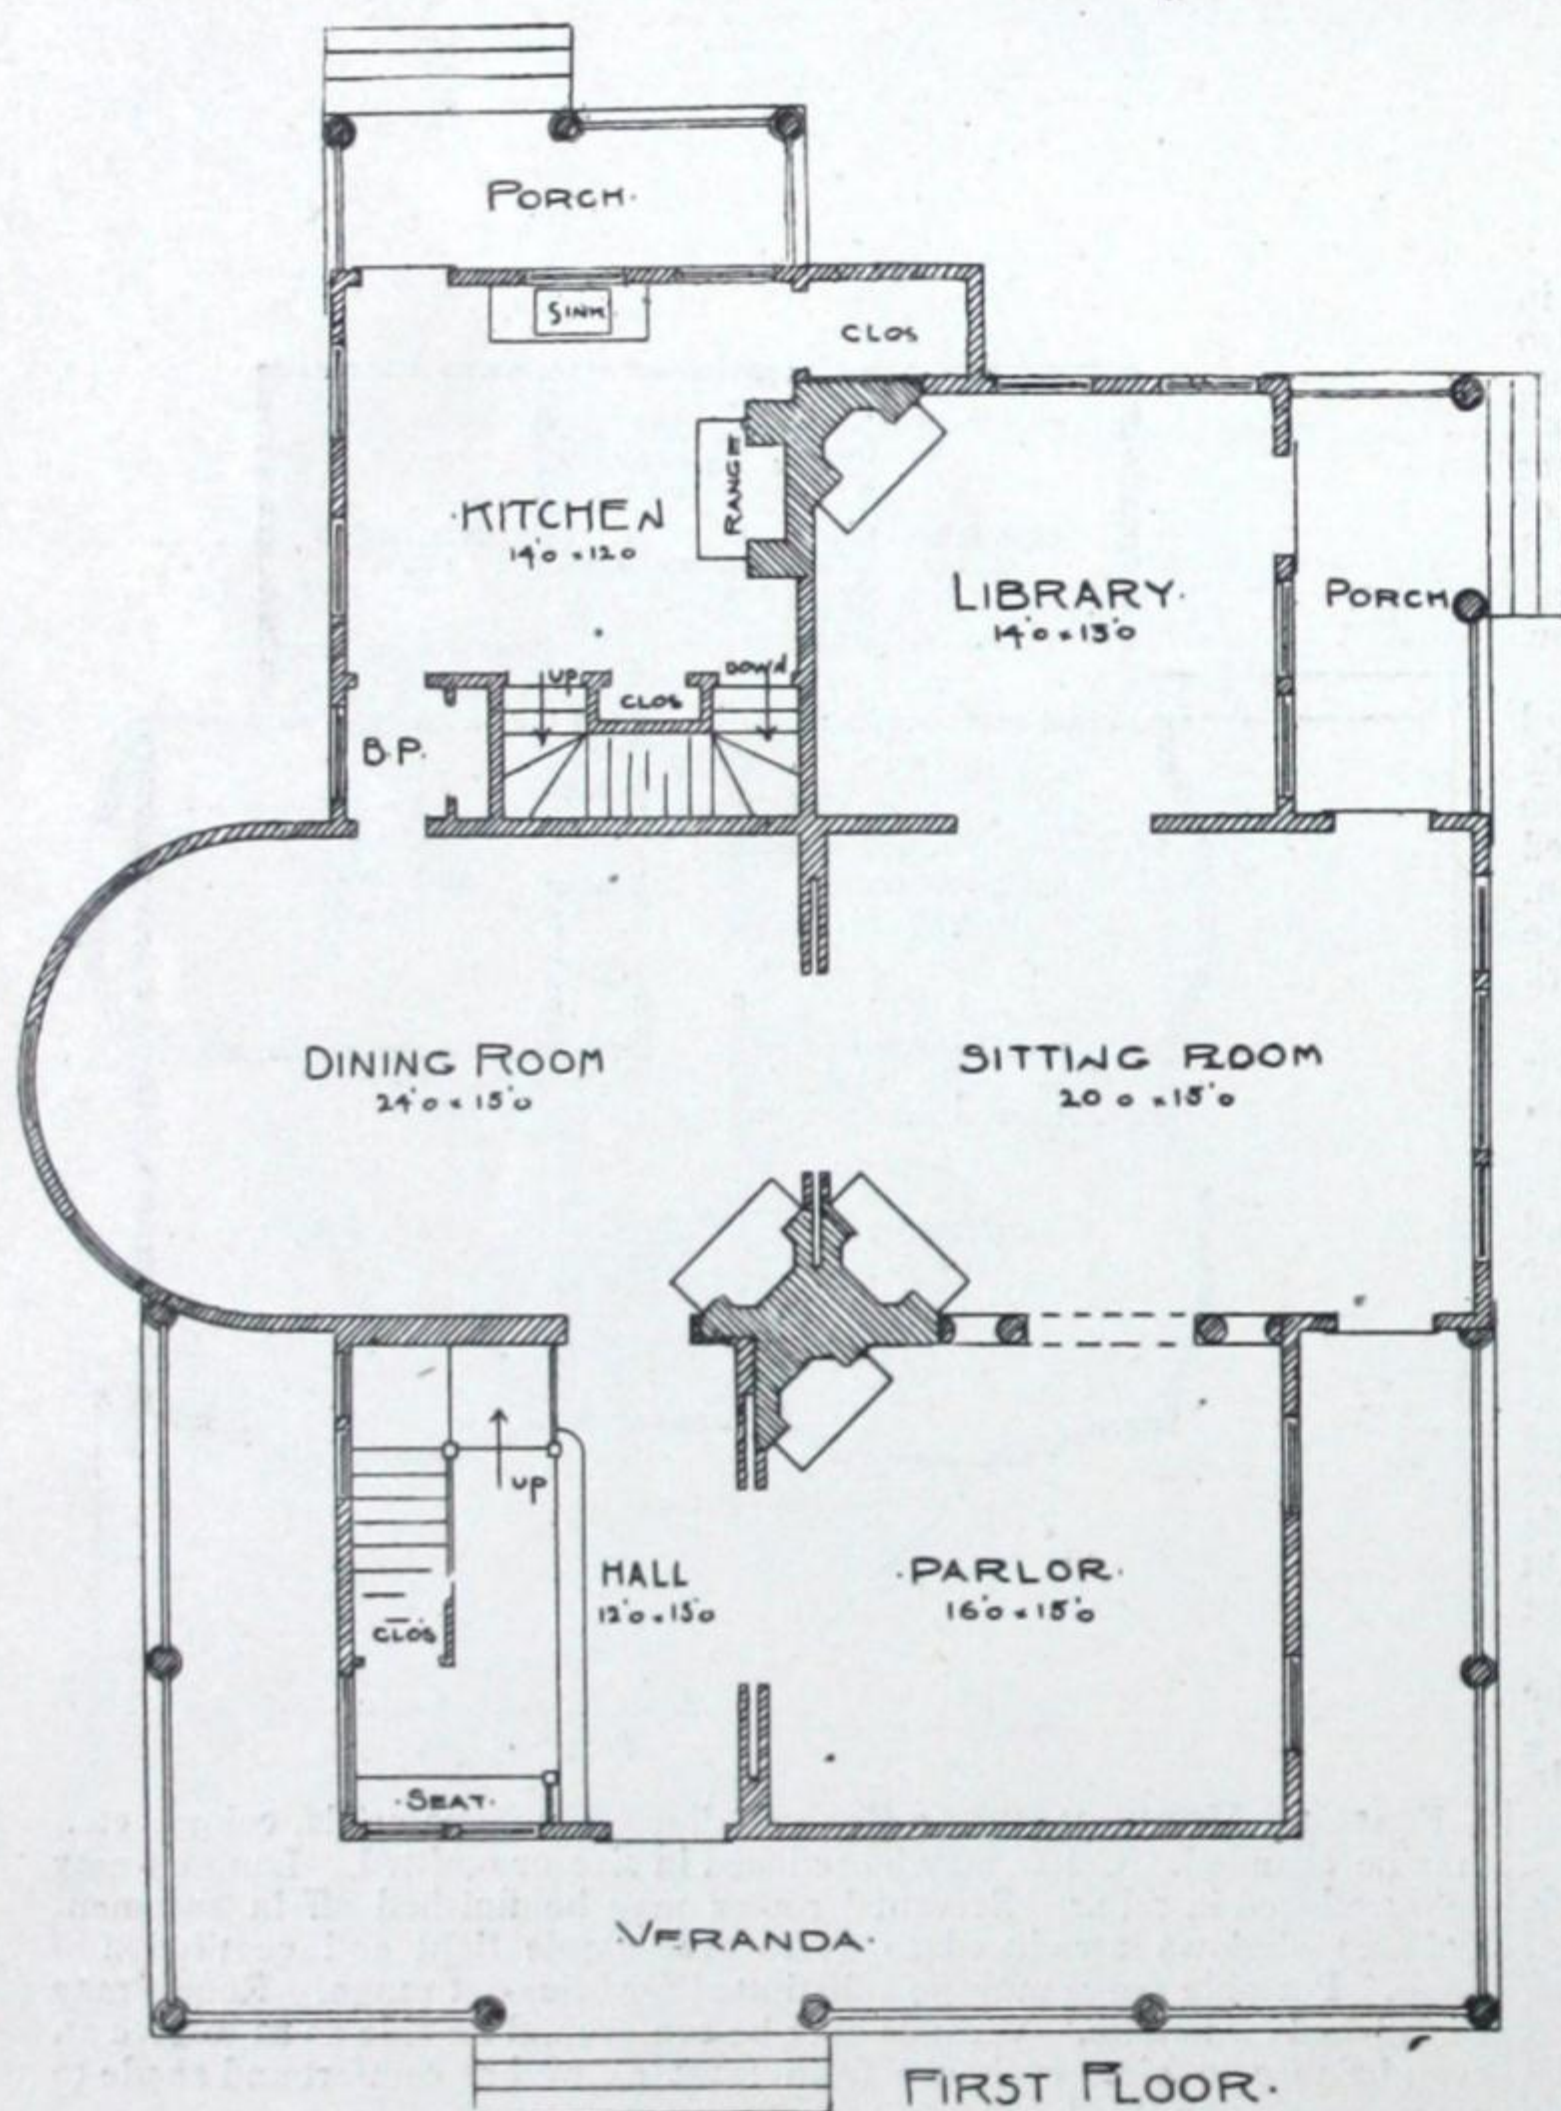 PORCH.
SINK
CLOS
RANGE
.KITCHEN
14'0 x 12 0
LIBRARY.
14'0 x 13'0
PORCH
UP
CLOS
DOWN
B.P.
DINING ROOM
24'0 x 15'0
SITTING ROOM
20 0 x 15'0
UP
HALL
12'0 x 15'0
.PARLOR.
16'0 x 15'0
CLOS
.SEAT.
.VERANDA.
FIRST FLOOR.